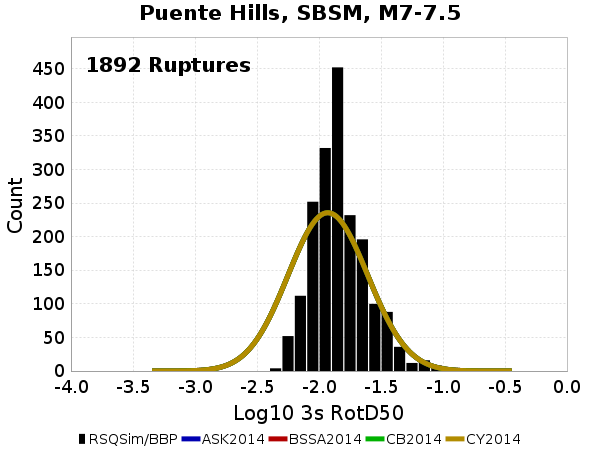 Puente Hills, SBSM, M7-7.5
1892 Ruptures
Count
450
400
350
300
250
200
150
100
50
0
-4.0 -3.5 -3.0 -2.5 -2.0 -1.5 -1.0 -0.5 0.0
Log10 3s RotD50
RSQSim/BBP ASK2014 BSSA2014 CB2014 CY2014